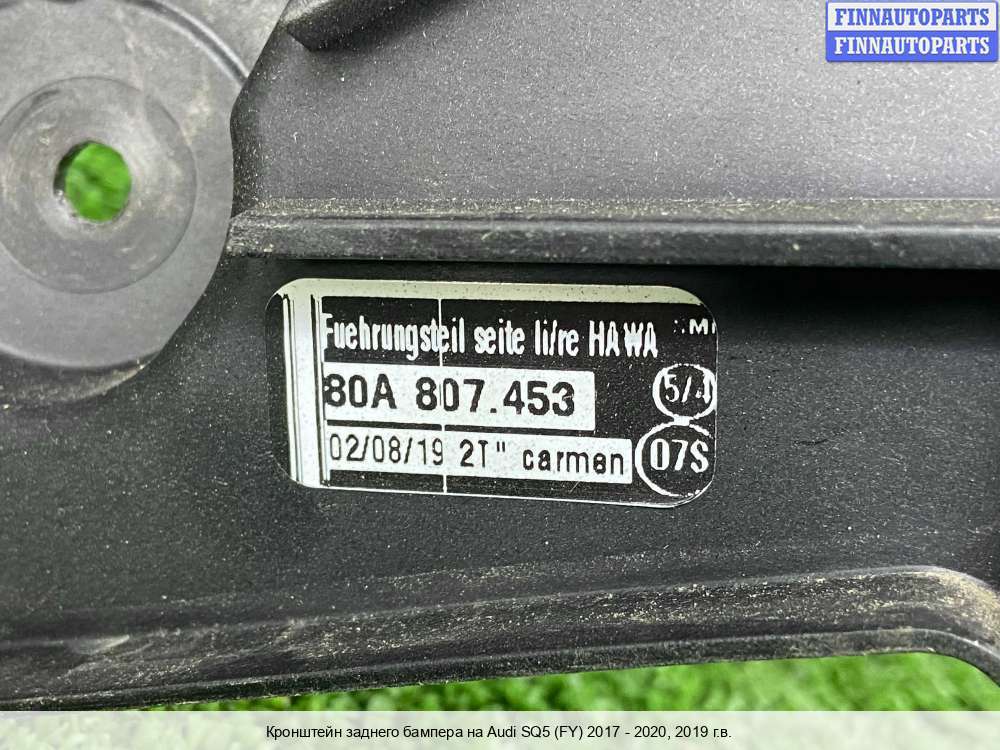 FINNAUTOPARTS
FINNAUTOPARTS
Fuehrungsteil seite li/re HAWA
80A 807.453
5/4
02/08/19 2T" carmen
07S
Кронштейн заднего бампера на Audi SQ5 (FY) 2017 - 2020, 2019 г.в.